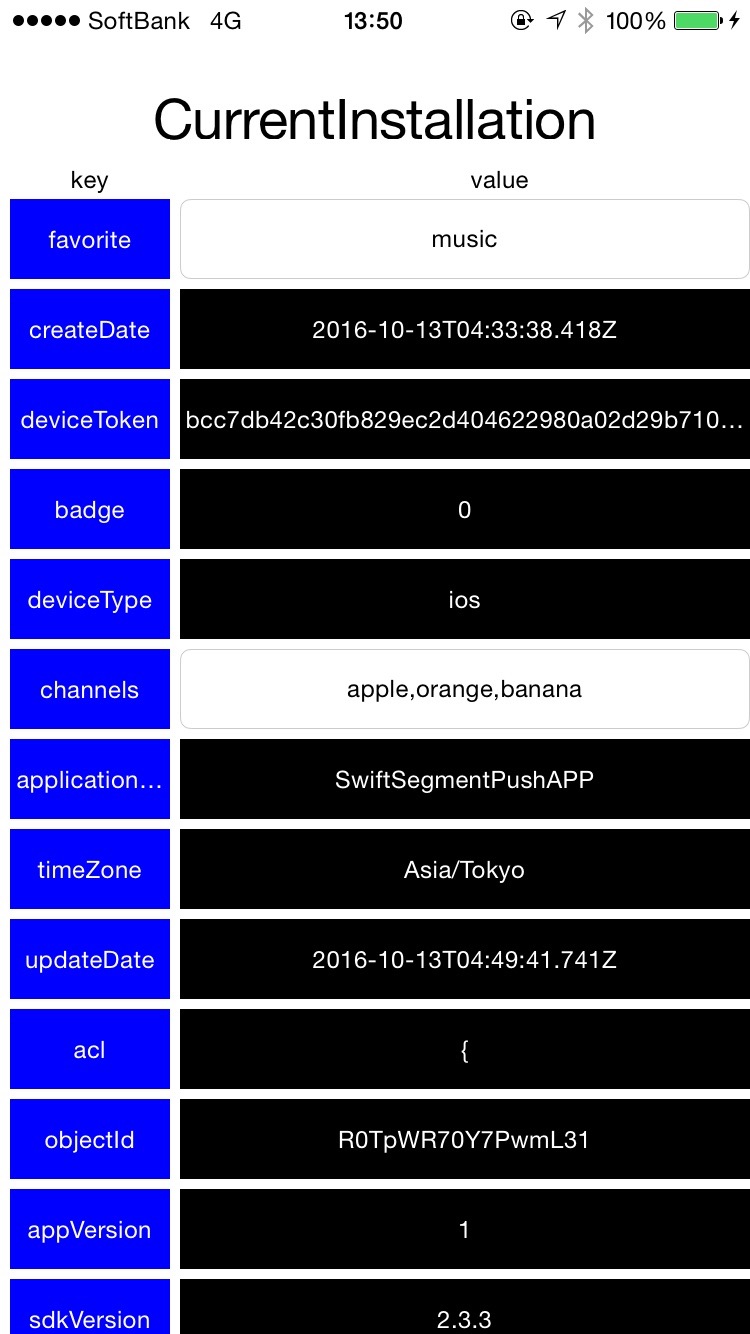 SoftBank 4G 13:50 100%
CurrentInstallation
key value
favorite music
createDate 2016-10-13T04:33:38.418Z
deviceToken bcc7db42c30fb829ec2d404622980a02d29b710...
badge 0
deviceType ios
channels apple,orange,banana
application... SwiftSegmentPushAPP
timeZone Asia/Tokyo
updateDate 2016-10-13T04:49:41.741Z
acl {
objectId R0TpWR70Y7PwmL31
appVersion 1
sdkVersion 2.3.3